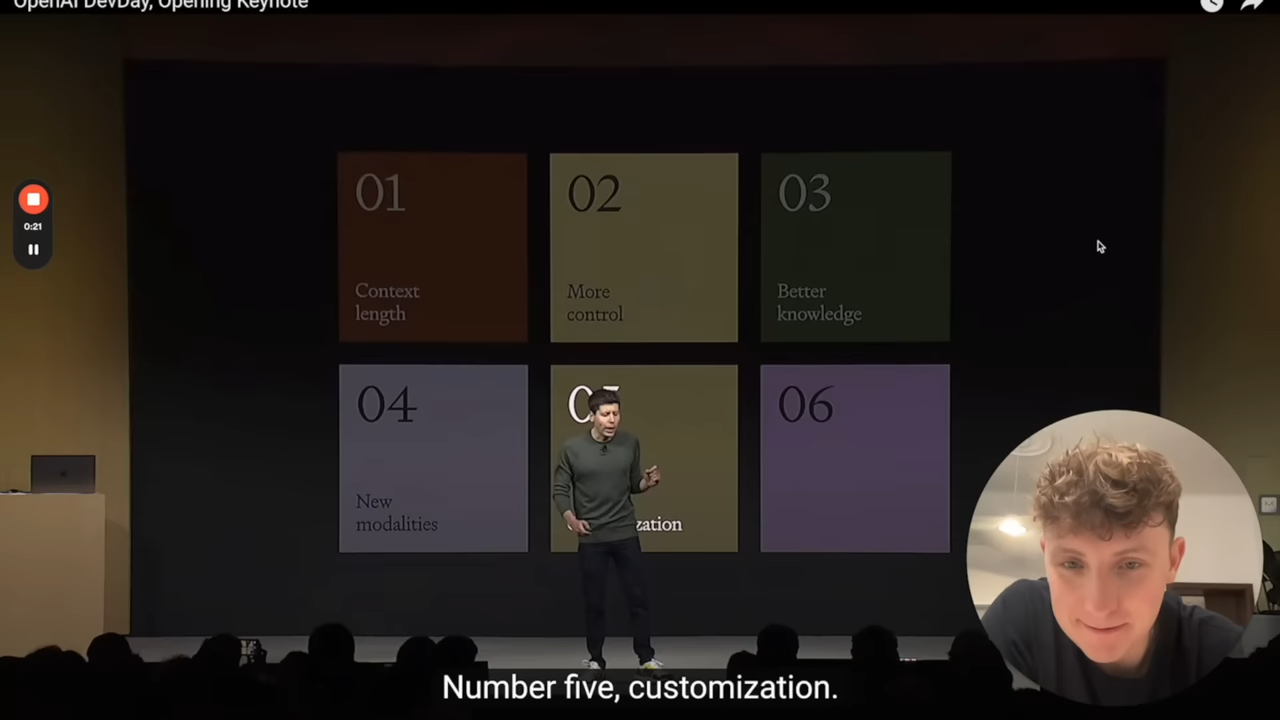 OpenAI DevDay, Opening Keynote
01
Context
length
02
More
control
03
Better
knowledge
0:21
04
New
modalities
zation
06
Number five, customization.